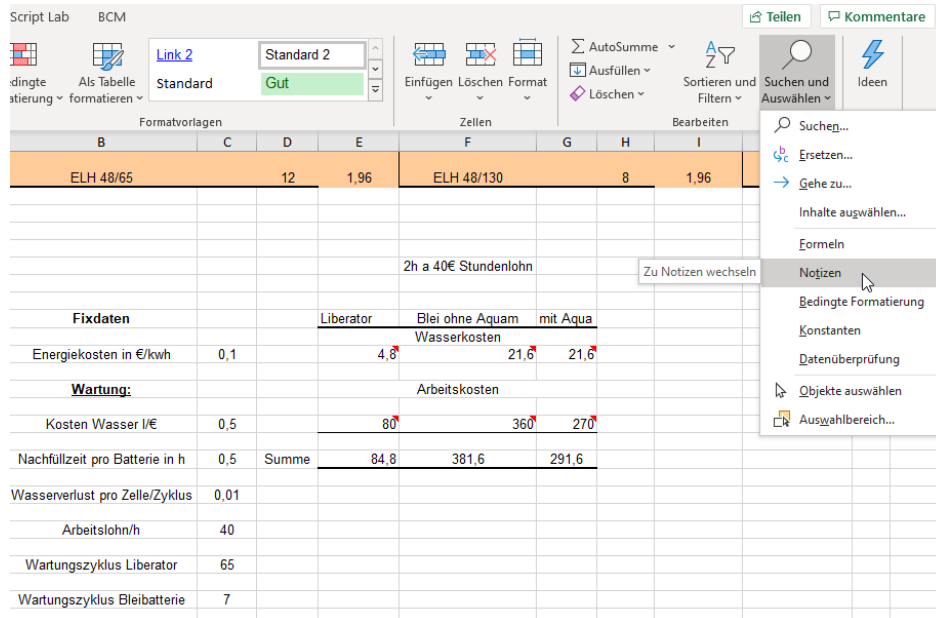 Script Lab BCM Teilen Kommentare
Link 2 Standard 2
Standard Gut
edingte Als Tabelle Einfügen Löschen Format
atierung formatieren
AutoSumme
Ausfüllen
Löschen
Sortieren und Suchen und Ideen
Filtern Auswählen
Formatvorlagen Zellen Bearbeiten
Suchen...
Ersetzen...
Gehe zu...
Inhalte auswählen...
Formeln
Notizen
Bedingte Formatierung
Konstanten
Datenüberprüfung
Objekte auswählen
Auswahlbereich...
Zu Notizen wechseln
B C D E F G H I
ELH 48/65 12 1,96 ELH 48/130 8 1,96
2h a 40€ Stundenlohn
Fixdaten Liberator Blei ohne Aquam mit Aqua
Wasserkosten
Energiekosten in €/kwh 0,1 4,8 21,6 21,6
Wartung: Arbeitskosten
Kosten Wasser l/€ 0,5 80 360 270
Nachfüllzeit pro Batterie in h 0,5 Summe 84,8 381,6 291,6
Wasserverlust pro Zelle/Zyklus 0,01
Arbeitslohn/h 40
Wartungszyklus Liberator 65
Wartungszyklus Bleibatterie 7